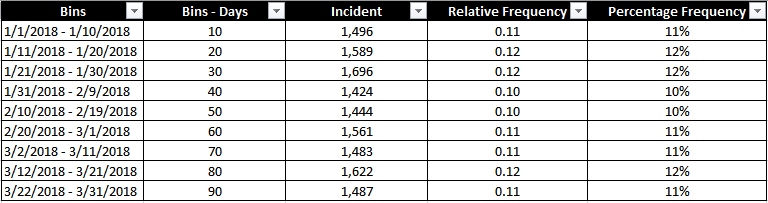 Bins Bins - Days Incident Relative Frequency Percentage Frequency
1/1/2018 - 1/10/2018 10 1,496 0.11 11%
1/11/2018 - 1/20/2018 20 1,589 0.12 12%
1/21/2018 - 1/30/2018 30 1,696 0.12 12%
1/31/2018 - 2/9/2018 40 1,424 0.10 10%
2/10/2018 - 2/19/2018 50 1,444 0.10 10%
2/20/2018 - 3/1/2018 60 1,561 0.11 11%
3/2/2018 - 3/11/2018 70 1,483 0.11 11%
3/12/2018 - 3/21/2018 80 1,622 0.12 12%
3/22/2018 - 3/31/2018 90 1,487 0.11 11%